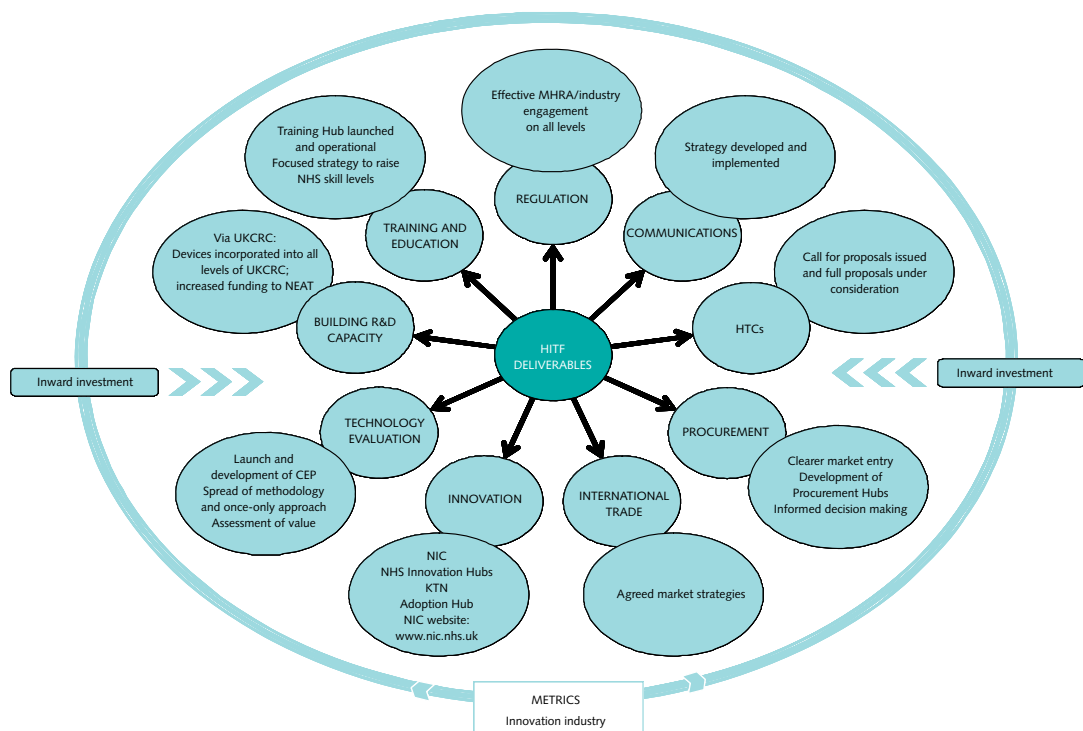 Effective MHRA/industry
engagement
on all levels
REGULATION
Training Hub launched
and operational
Focused strategy to raise
NHS skill levels
TRAINING AND
EDUCATION
Strategy developed and
implemented
COMMUNICATIONS
Via UKCRC:
Devices incorporated into all
levels of UKCRC;
increased funding to NEAT
BUILDING R&D
CAPACITY
Call for proposals issued
and full proposals under
consideration
HTCs
HITF
DELIVERABLES
Inward investment
Inward investment
TECHNOLOGY
EVALUATION
Launch and
development of CEP
Spread of methodology
and once-only approach
Assessment of value
PROCUREMENT
Clearer market entry
Development of
Procurement Hubs
Informed decision making
INNOVATION
NIC
NHS Innovation Hubs
KTN
Adoption Hub
NIC website:
www.nic.nhs.uk
INTERNATIONAL
TRADE
Agreed market strategies
METRICS
Innovation industry